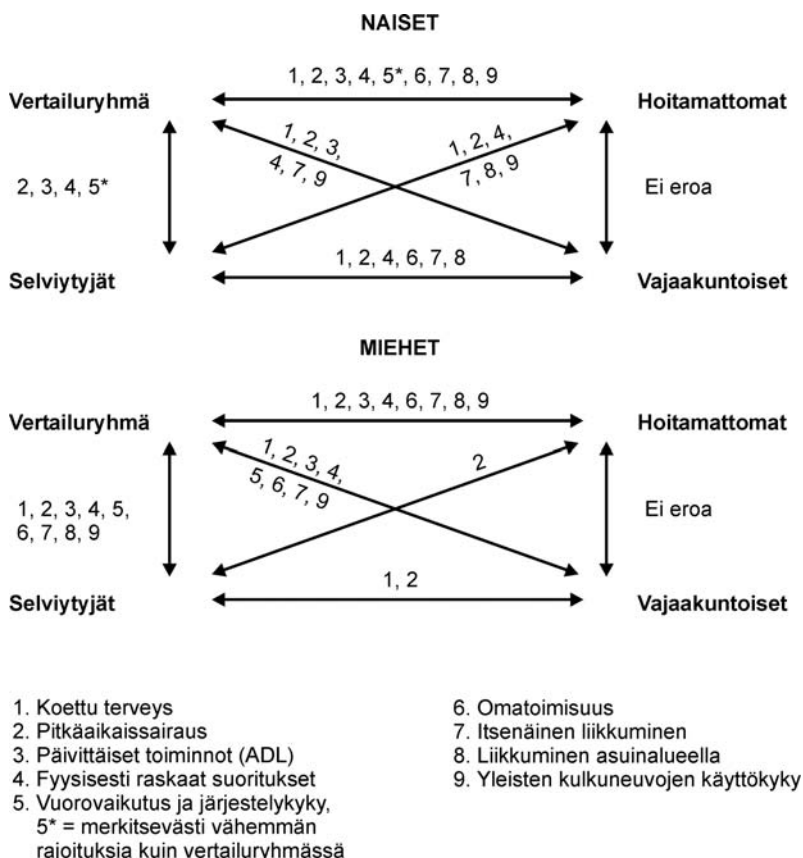 NAISET
1, 2, 3, 4, 5*, 6, 7, 8, 9
Vertailuryhmä
Hoitamattomat
1, 2, 3,
4, 7, 9
1, 2, 4,
7, 8, 9
2, 3, 4, 5*
Ei eroa
1, 2, 4, 6, 7, 8
Selviytyjät
Vajaakuntoiset
MIEHET
1, 2, 3, 4, 6, 7, 8, 9
Vertailuryhmä
Hoitamattomat
1, 2, 3, 4,
5, 6, 7, 9
2
1, 2, 3, 4, 5,
6, 7, 8, 9
Ei eroa
1, 2
Selviytyjät
Vajaakuntoiset
1. Koettu terveys
2. Pitkäaikaissairaus
3. Päivittäiset toiminnot (ADL)
4. Fyysisesti raskaat suoritukset
5. Vuorovaikutus ja järjestelykyky,
5* = merkitsevästi vähemmän
rajoituksia kuin vertailuryhmässä
6. Omatoimisuus
7. Itsenäinen liikkuminen
8. Liikkuminen asuinalueella
9. Yleisten kulkuneuvojen käyttökyky